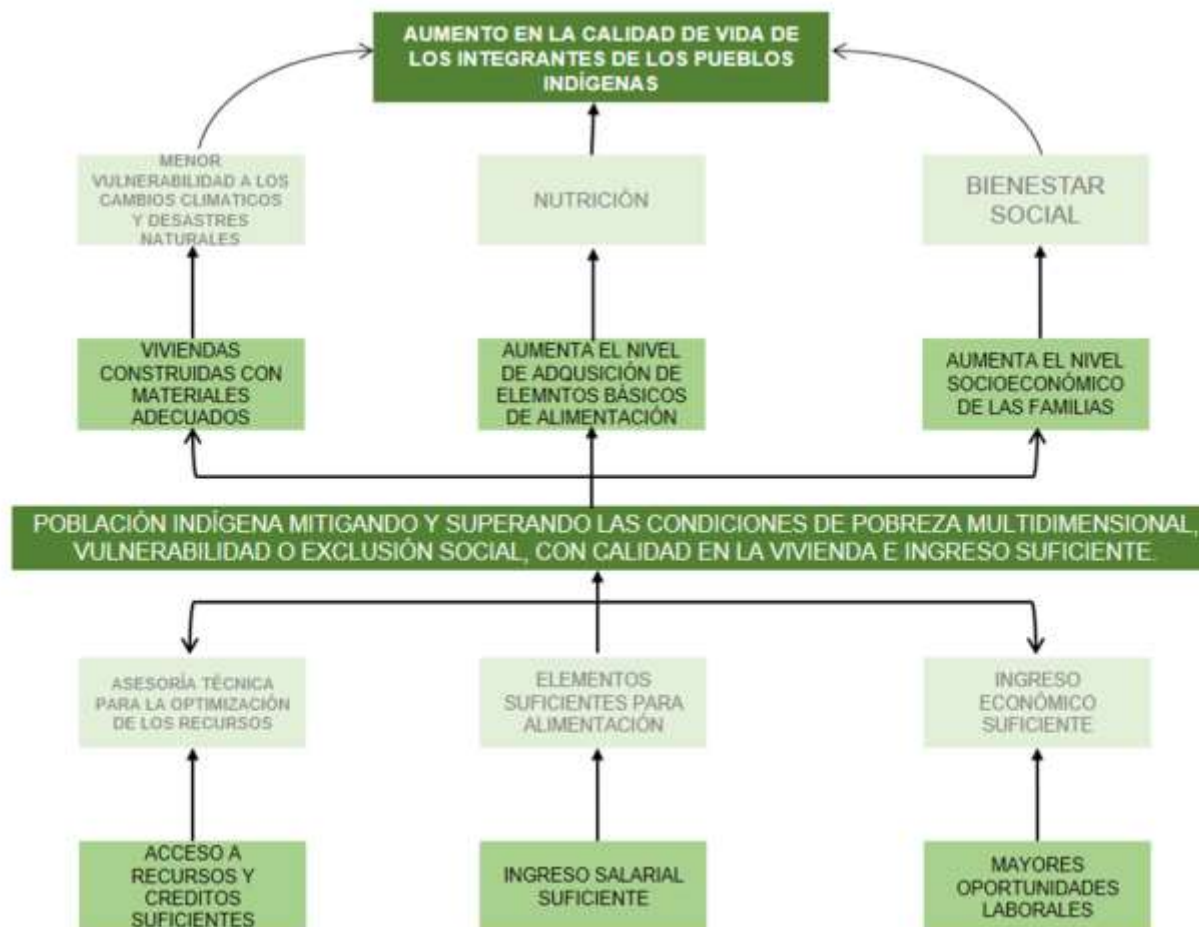 AUMENTO EN LA CALIDAD DE VIDA DE
LOS INTEGRANTES DE LOS PUEBLOS
INDÍGENAS
MENOR
VULNERABILIDAD A LOS
CAMBIOS CLIMATICOS
Y DESASTRES
NATURALES
NUTRICIÓN
BIENESTAR
SOCIAL
VIVIENDAS
CONSTRUIDAS CON
MATERIALES
ADECUADOS
AUMENTA EL NIVEL
DE ADQUSICIÓN DE
ELEMNTOS BÁSICOS
DE ALIMENTACIÓN
AUMENTA EL NIVEL
SOCIOECONÓMICO
DE LAS FAMILIAS
POBLACIÓN INDÍGENA MITIGANDO Y SUPERANDO LAS CONDICIONES DE POBREZA MULTIDIMENSIONAL,
VULNERABILIDAD O EXCLUSIÓN SOCIAL, CON CALIDAD EN LA VIVIENDA E INGRESO SUFICIENTE.
ASESORÍA TÉCNICA
PARA LA OPTIMIZACIÓN
DE LOS RECURSOS
ELEMENTOS
SUFICIENTES PARA
ALIMENTACIÓN
INGRESO
ECONÓMICO
SUFICIENTE
ACCESO A
RECURSOS Y
CREDITOS
SUFICIENTES
INGRESO SALARIAL
SUFICIENTE
MAYORES
OPORTUNIDADES
LABORALES